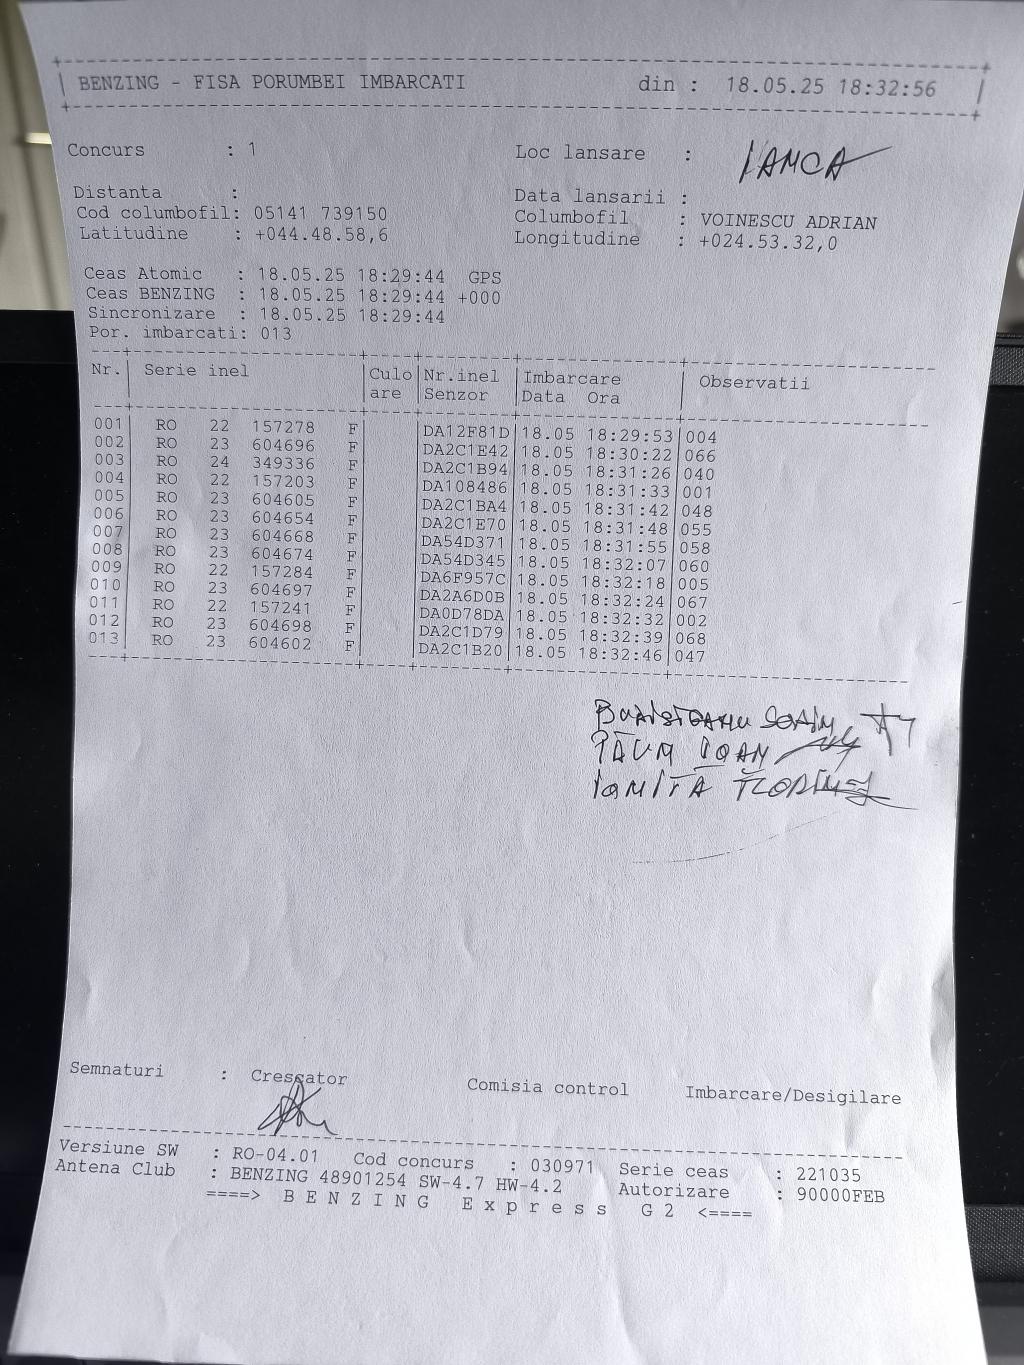 BENZING - FISA PORUMBEI IMBARCATI din : 18.05.25 18:32:56
Concurs : 1 Loc lansare : IANCA
Distanta : Data lansarii :
Cod columbofil: 05141 739150 Columbofil : VOINESCU ADRIAN
Latitudine : +044.48.58,6 Longitudine : +024.53.32,0
Ceas Atomic : 18.05.25 18:29:44 GPS
Ceas BENZING : 18.05.25 18:29:44 +000
Sincronizare : 18.05.25 18:29:44
Por. imbarcati: 013
Nr. Serie inel Culo Nr.inel Imbarcare Observatii
are Senzor Data Ora
001 RO 22 157278 F DA12F81D 18.05 18:29:53 004
002 RO 23 604696 F DA2C1E42 18.05 18:30:22 066
003 RO 24 349336 F DA2C1B94 18.05 18:31:26 040
004 RO 22 157203 F DA108486 18.05 18:31:33 001
005 RO 23 604605 F DA2C1BA4 18.05 18:31:42 048
006 RO 23 604654 F DA2C1E70 18.05 18:31:48 055
007 RO 23 604668 F DA54D371 18.05 18:31:55 058
008 RO 23 604674 F DA54D345 18.05 18:32:07 060
009 RO 22 157284 F DA6F957C 18.05 18:32:18 005
010 RO 23 604697 F DA2A6D0B 18.05 18:32:24 067
011 RO 22 157241 F DA0D78DA 18.05 18:32:32 002
012 RO 23 604698 F DA2C1D79 18.05 18:32:39 068
013 RO 23 604602 F DA2C1B20 18.05 18:32:46 047
PĂUN IOAN
IONIȚĂ FLORINEL
Semnaturi : Crescator Comisia control Imbarcare/Desigilare
Versiune SW : RO-04.01 Cod concurs : 030971 Serie ceas : 221035
Antena Club : BENZING 48901254 SW-4.7 HW-4.2 Autorizare : 90000FEB
====> B E N Z I N G E x p r e s s G 2 <====